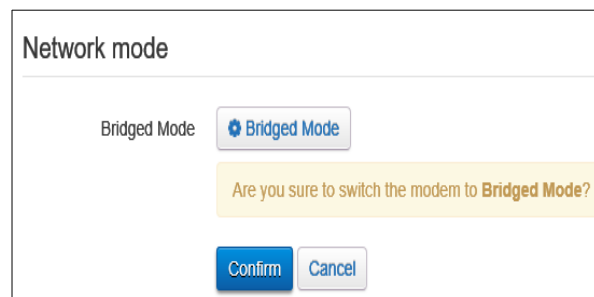 Network mode
Bridged Mode Bridged Mode
Are you sure to switch the modem to Bridged Mode?
Confirm Cancel